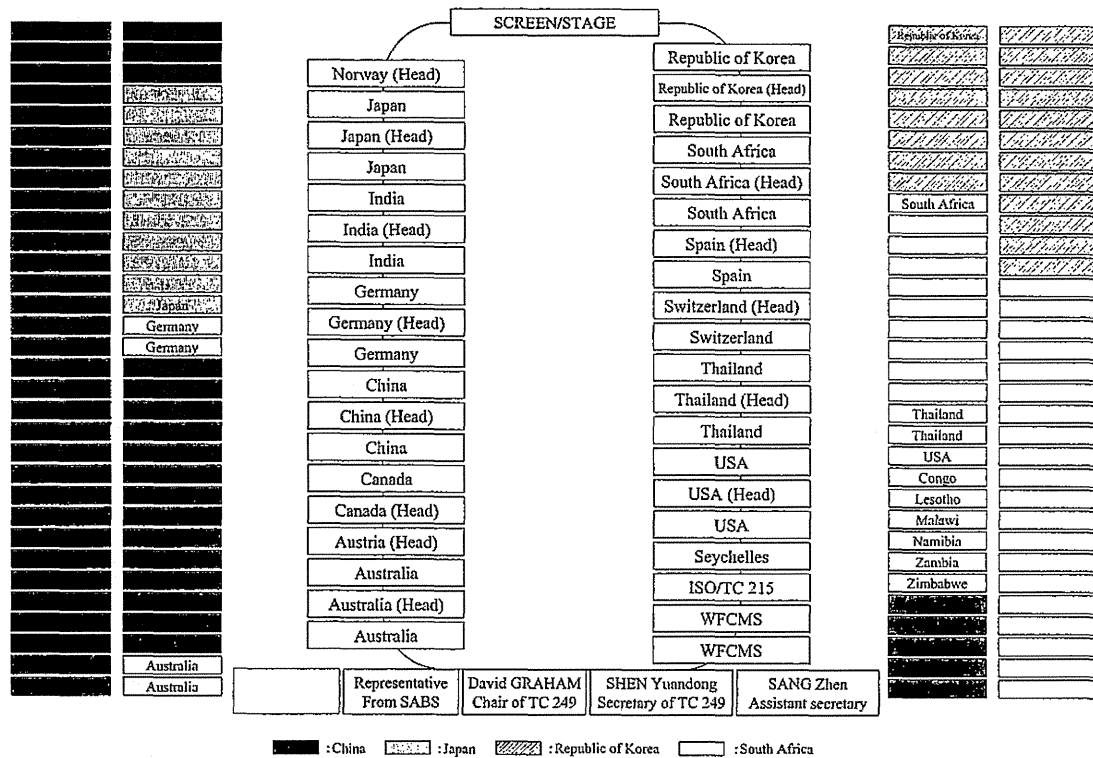 SCREEN/STAGE
Japan
Germany
Germany
Australia
Australia
Norway (Head)
Japan
Japan (Head)
Japan
India
India (Head)
India
Germany
Germany (Head)
Germany
China
China (Head)
China
Canada
Canada (Head)
Austria (Head)
Australia
Australia (Head)
Australia
Republic of Korea
Republic of Korea (Head)
Republic of Korea
South Africa
South Africa (Head)
South Africa
Spain (Head)
Spain
Switzerland (Head)
Switzerland
Thailand
Thailand (Head)
Thailand
USA
USA (Head)
USA
Seychelles
ISO/TC 215
WFCMS
WFCMS
Republic of Korea
South Africa
Thailand
Thailand
USA
Congo
Lesotho
Malawi
Namibia
Zambia
Zimbabwe
Representative
From SABS
David GRAHAM
Chair of TC 249
SHEN Yuandong
Secretary of TC 249
SANG Zhen
Assistant secretary
:China
:Japan
:Republic of Korea
:South Africa